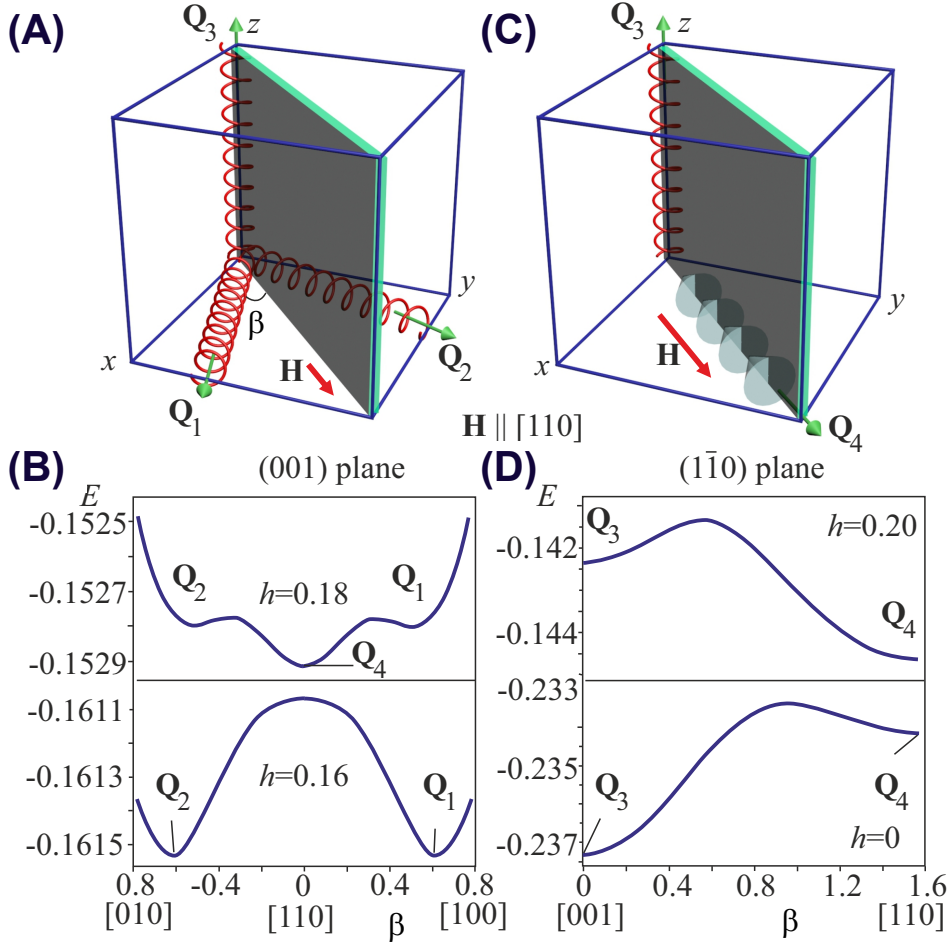 (A)
Q3
z
x
y
β
H
Q1
Q2
(C)
Q3
z
x
y
H
Q4
H || [110]
(B)
(001) plane
E
-0.1525
-0.1527
-0.1529
Q2
h=0.18
Q1
Q4
-0.1611
-0.1613
-0.1615
Q2
h=0.16
Q1
0.8 -0.4 0 0.4 0.8
[010] [110] β [100]
(D)
(11̅0) plane
E
-0.142
-0.144
Q3
h=0.20
Q4
-0.233
-0.235
-0.237
Q3
Q4
h=0
0 0.4 0.8 1.2 1.6
[001] β [110]